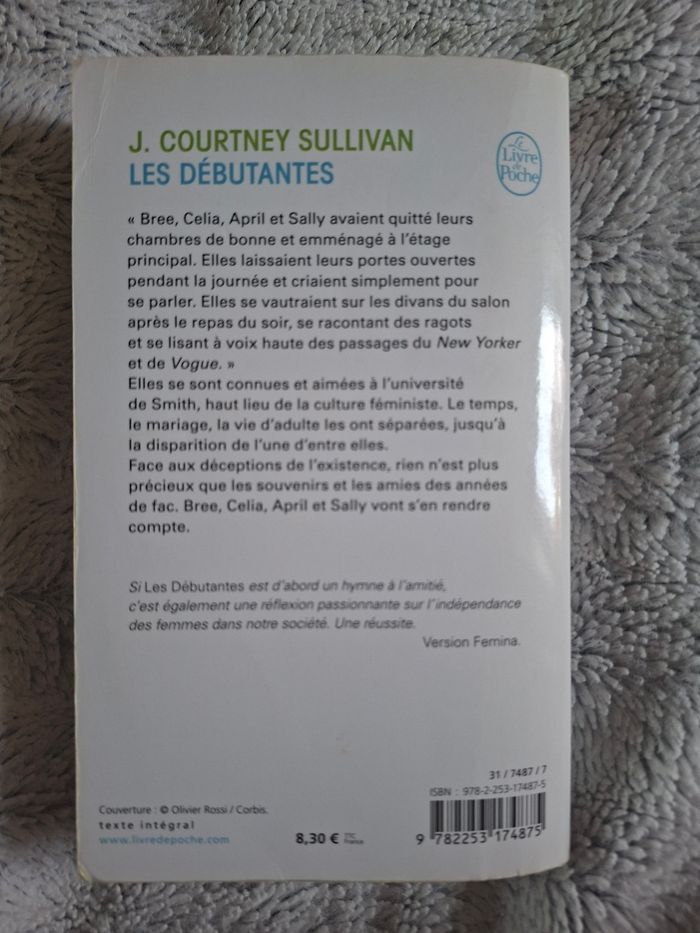 J. COURTNEY SULLIVAN
LES DÉBUTANTES
Le
Livre
de
Poche
« Bree, Celia, April et Sally avaient quitté leurs
chambres de bonne et emménagé à l'étage
principal. Elles laissaient leurs portes ouvertes
pendant la journée et criaient simplement pour
se parler. Elles se vautraient sur les divans du salon
après le repas du soir, se racontant des ragots
et se lisant à voix haute des passages du New Yorker
et de Vogue. »
Elles se sont connues et aimées à l'université
de Smith, haut lieu de la culture féministe. Le temps,
le mariage, la vie d'adulte les ont séparées, jusqu'à
la disparition de l'une d'entre elles.
Face aux déceptions de l'existence, rien n'est plus
précieux que les souvenirs et les amies des années
de fac. Bree, Celia, April et Sally vont s'en rendre
compte.
Si Les Débutantes est d'abord un hymne à l'amitié,
c'est également une réflexion passionnante sur l'indépendance
des femmes dans notre société. Une réussite.
Version Femina.
31 / 7487 / 7
ISBN : 978-2-253-17487-5
Couverture : © Olivier Rossi / Corbis.
texte intégral
www.livredepoche.com
8,30 € TTC France
9 782253 174875